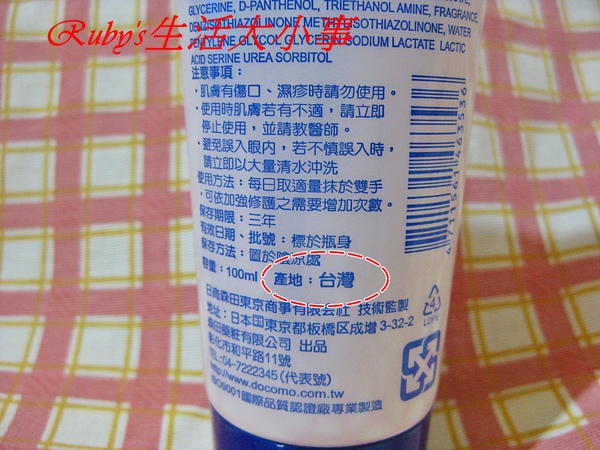 Ruby's生活大小事
GLYCERINE, D-PANTHENOL, TRIETHANOL AMINE, FRAGRANCE,
WATER
SODIUM LACTATE LACTIC
ACID SERINE UREA SORBITOL
注意事項：
・肌膚有傷口、濕疹時請勿使用。
・使用時肌膚若有不適，請立即
停止使用，並請教醫師。
・避免誤入眼內，若不慎誤入時，
請立即以大量清水沖洗
使用方法：每日取適量抹於雙手
，可依加強修護之需要增加次數。
保存期限：三年
有效日期、批號：標於瓶身
保存方法：置於陰涼處
容量：100ml 產地：台灣
日商森田東京商事有限会社 技術監製
地址：日本国東京都板橋区成増 3-32-2
森田藥粧有限公司 出品
彰化市和平路11號
TEL:04-7222345 (代表號)
http://www.docomo.com.tw
ISO9001國際品質認證廠專業製造
4 711561 463536
4
LDPE